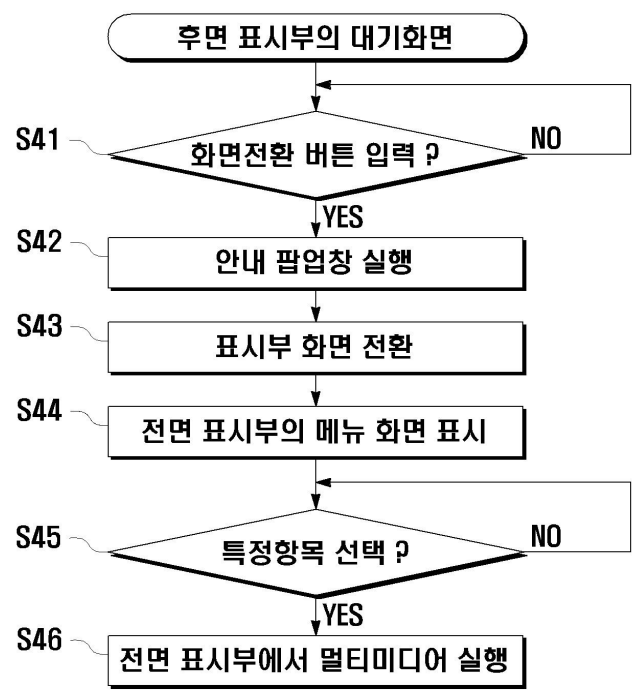 후면 표시부의 대기화면
S41
화면전환 버튼 입력 ?
NO
YES
S42
안내 팝업창 실행
S43
표시부 화면 전환
S44
전면 표시부의 메뉴 화면 표시
S45
특정항목 선택 ?
NO
YES
S46
전면 표시부에서 멀티미디어 실행